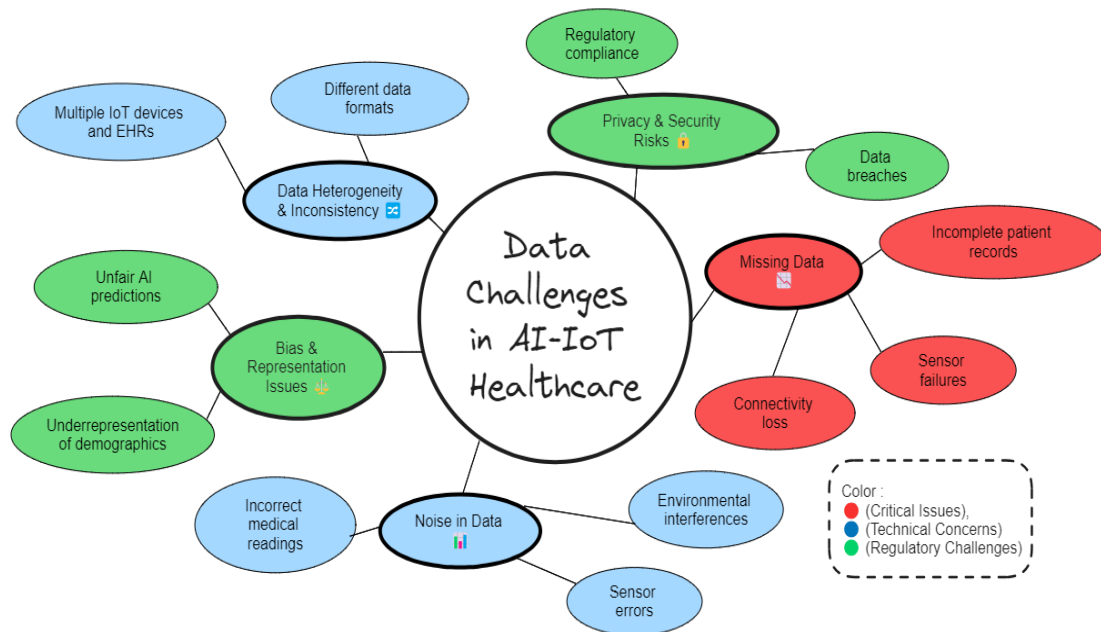 Regulatory
compliance
Different data
formats
Multiple IoT devices
and EHRs
Privacy & Security
Risks 🔒
Data
breaches
Data Heterogeneity
& Inconsistency 🔀
Data
Challenges
in AI-IoT
Healthcare
Incomplete patient
records
Missing Data
📉
Unfair AI
predictions
Bias &
Representation
Issues ⚖️
Sensor
failures
Connectivity
loss
Underrepresentation
of demographics
Incorrect
medical
readings
Noise in Data
📊
Environmental
interferences
Sensor
errors
Color :
(Critical Issues),
(Technical Concerns)
(Regulatory Challenges)